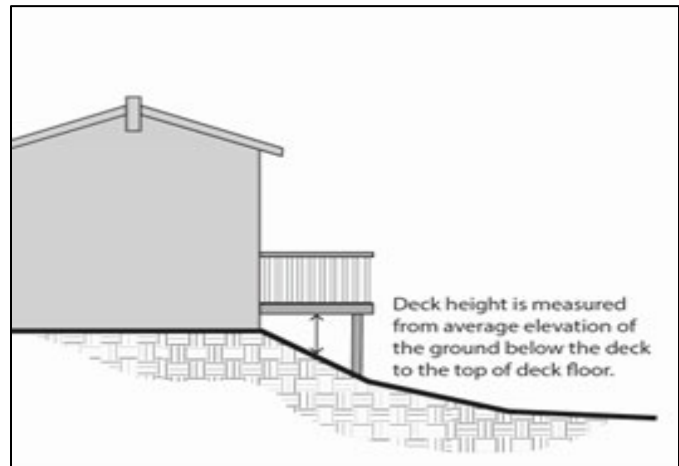 Deck height is measured
from average elevation of
the ground below the deck
to the top of deck floor.